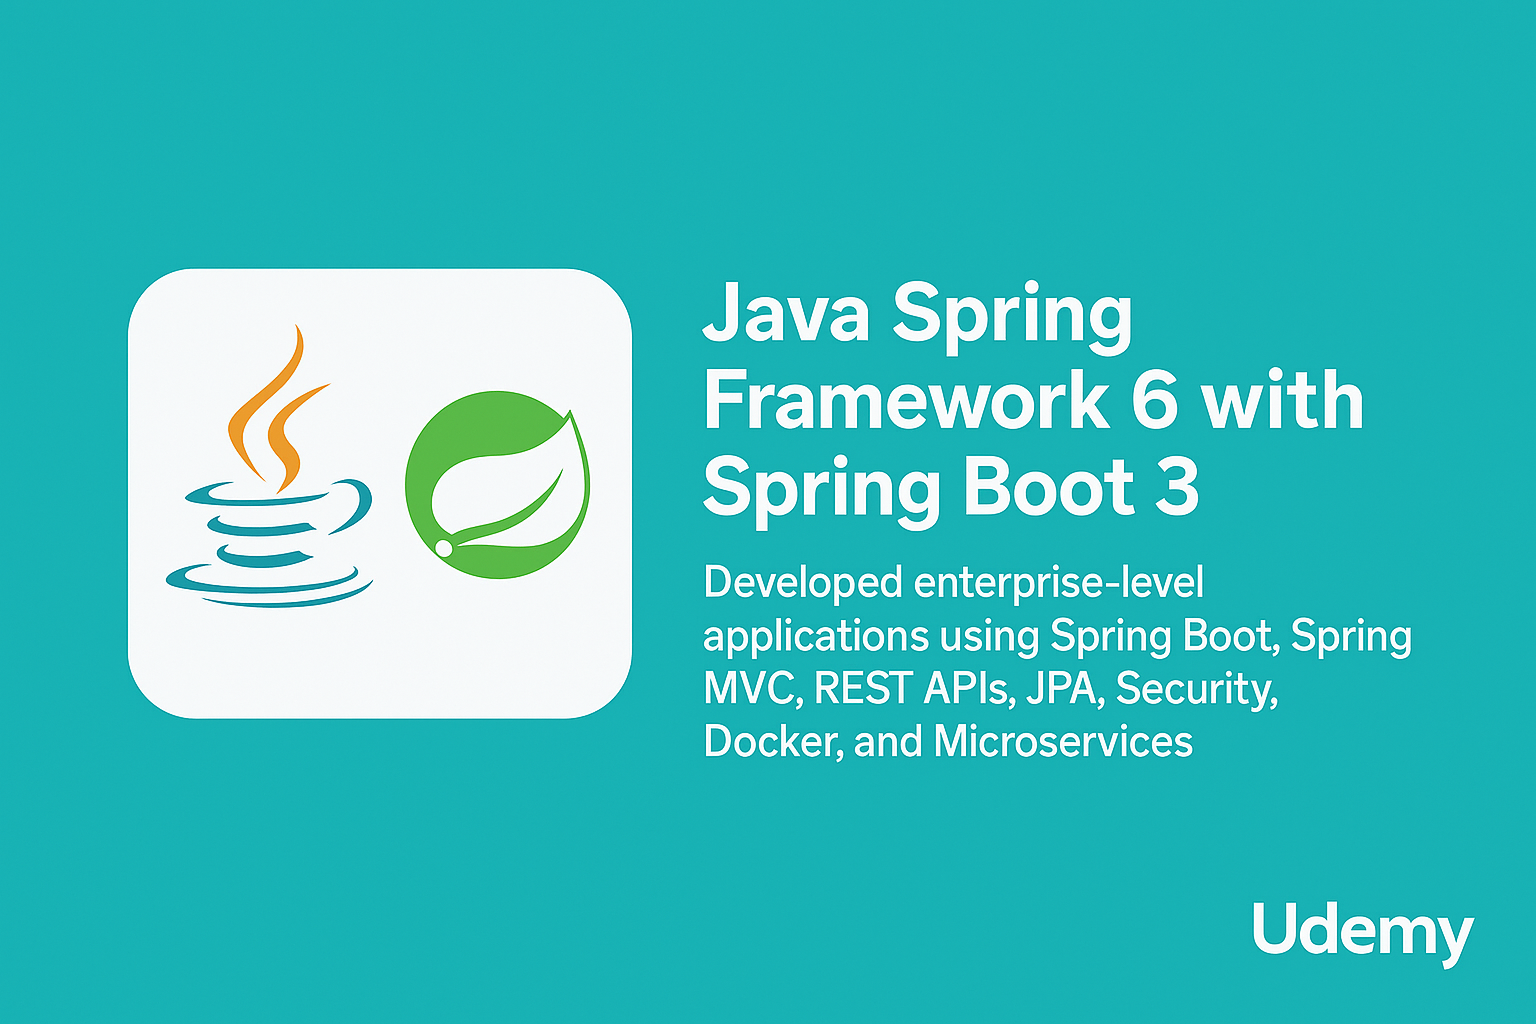 Java Spring
Framework 6 with
Spring Boot 3
Developed enterprise-level
applications using Spring Boot, Spring
MVC, REST APIs, JPA, Security,
Docker, and Microservices
Udemy